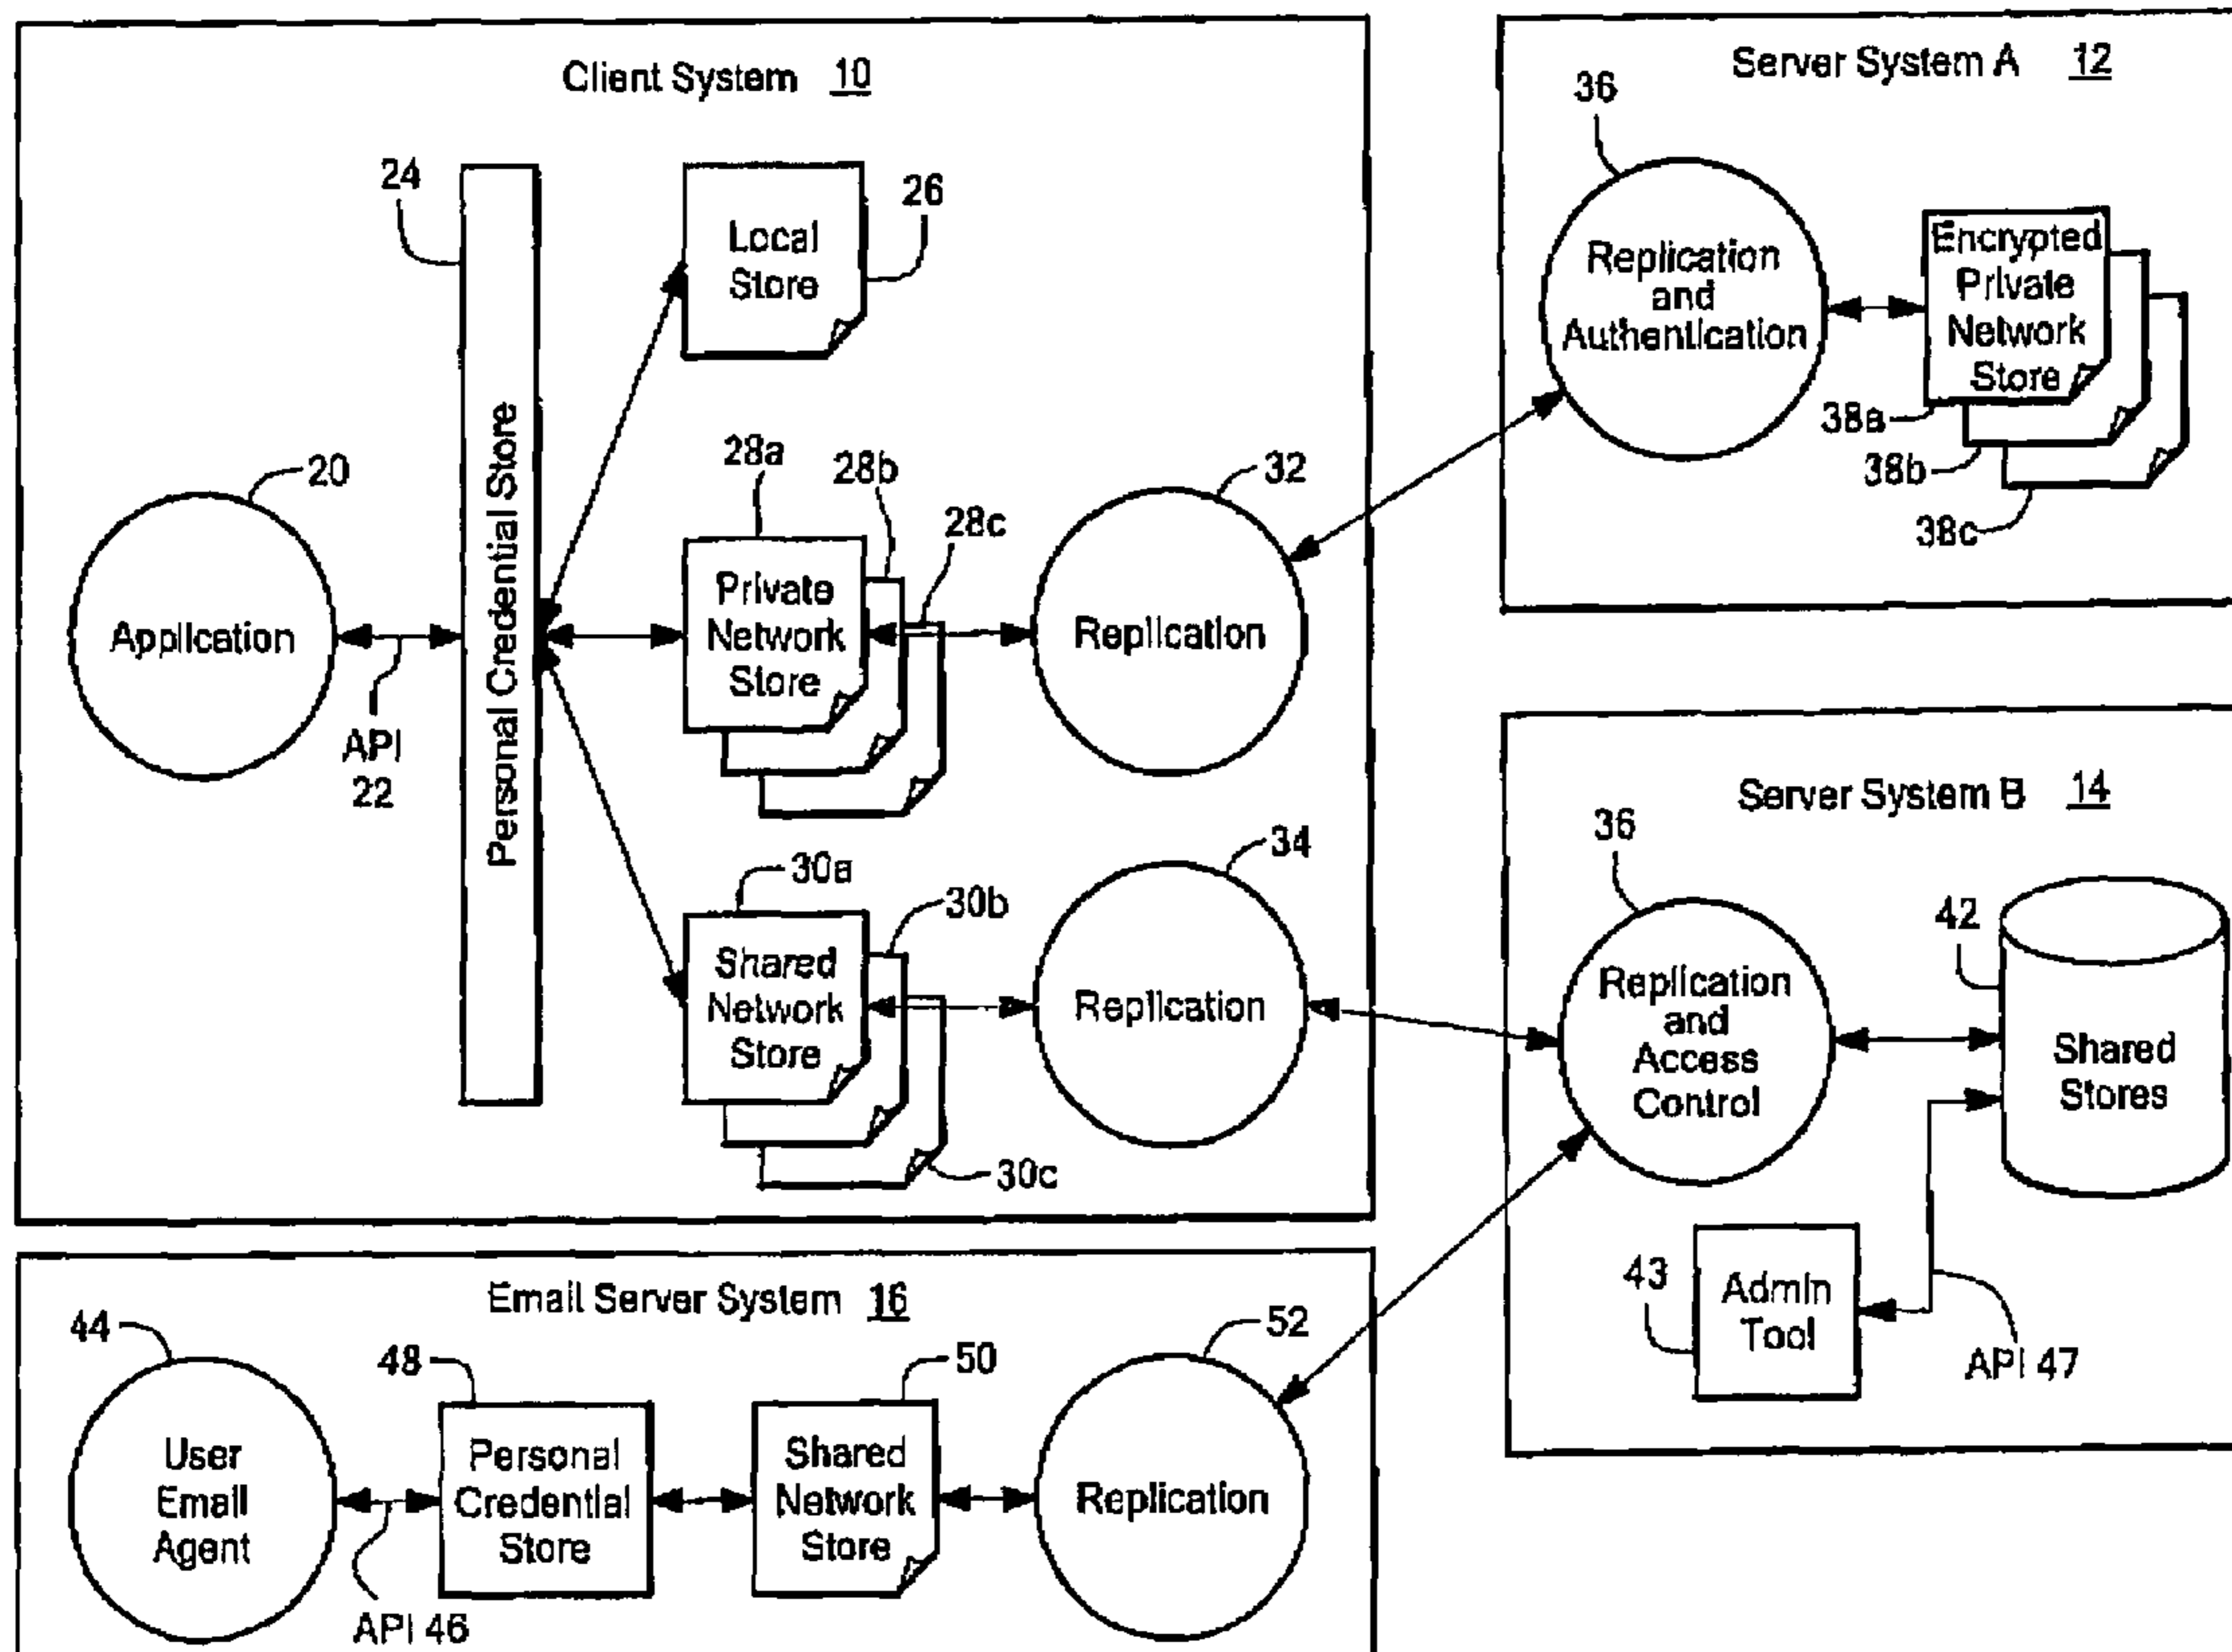 Client System 10
24
Local
Store
26
Personal Credential Store
20
Application
API
22
28a
28b
28c
Private
Network
Store
32
Replication
30a
30b
30c
Shared
Network
Store
34
Replication
Server System A 12
36
Replication
and
Authentication
Encrypted
Private
Network
Store
38a
38b
38c
Server System B 14
36
Replication
and
Access
Control
42
Shared
Stores
43
Admin
Tool
API 47
Email Server System 16
44
User
Email
Agent
API 46
48
Personal
Credential
Store
50
Shared
Network
Store
52
Replication